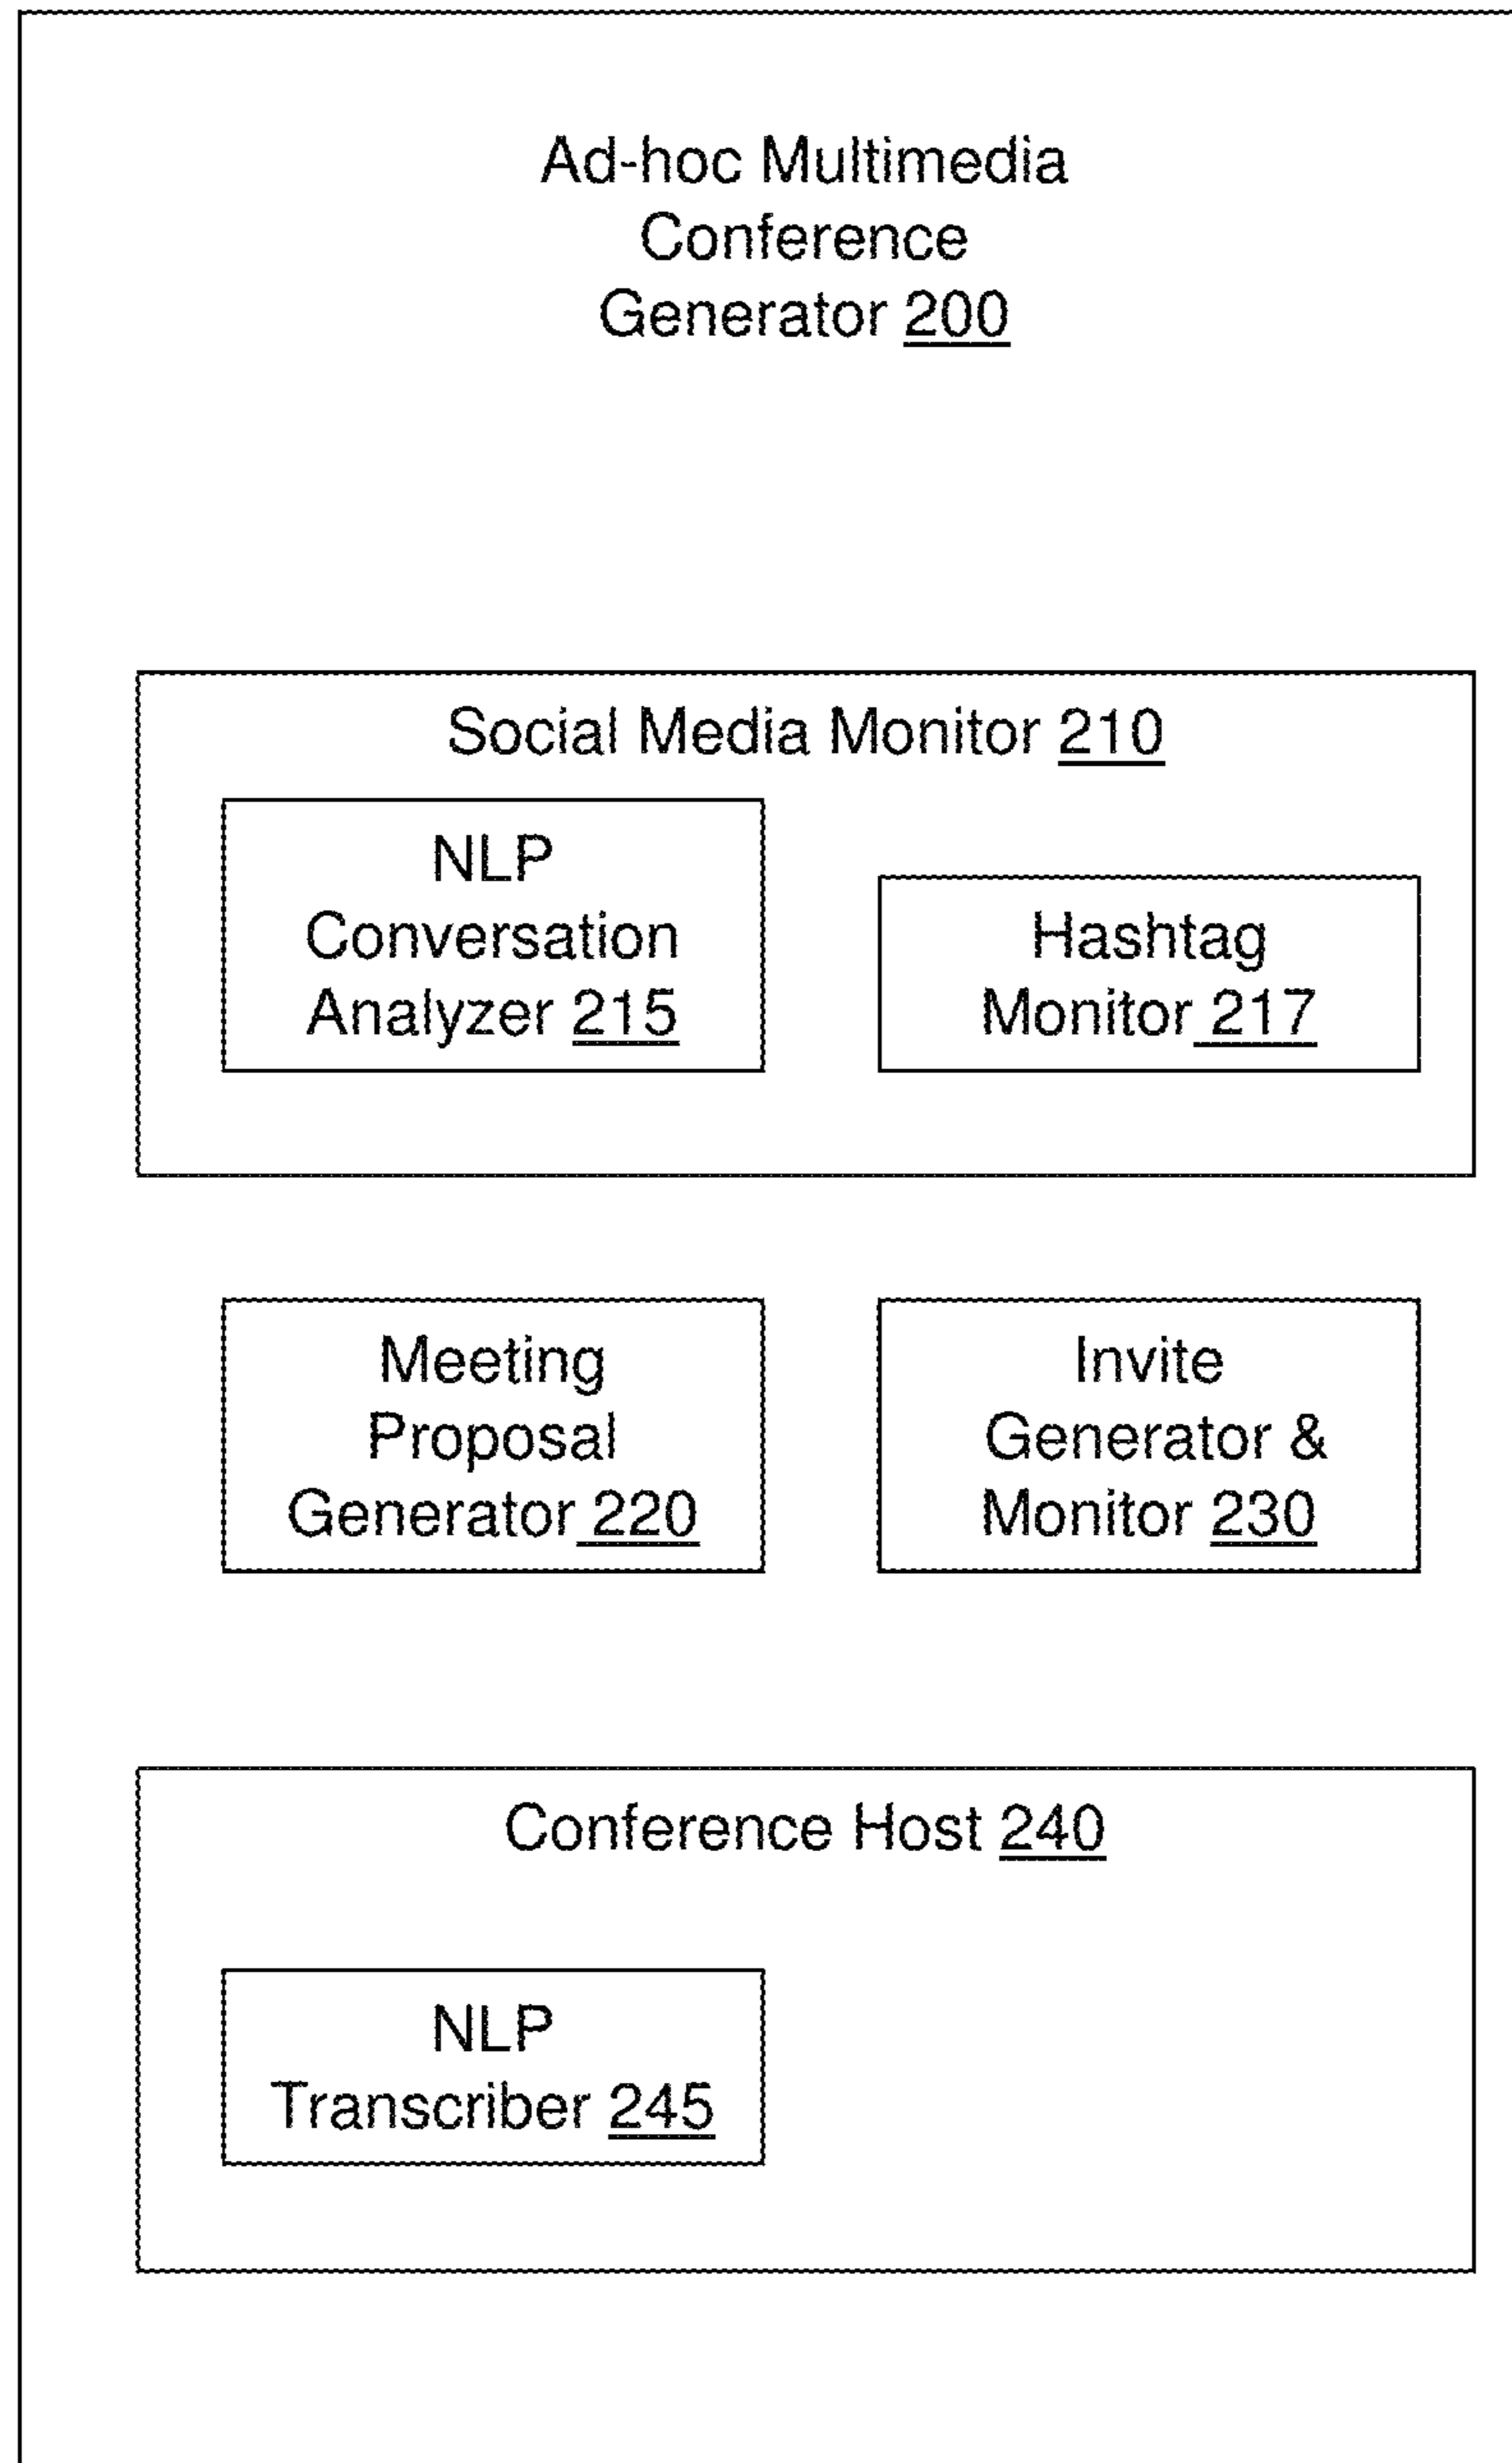 Ad-hoc Multimedia
Conference
Generator 200
Social Media Monitor 210
NLP
Conversation
Analyzer 215
Hashtag
Monitor 217
Meeting
Proposal
Generator 220
Invite
Generator &
Monitor 230
Conference Host 240
NLP
Transcriber 245